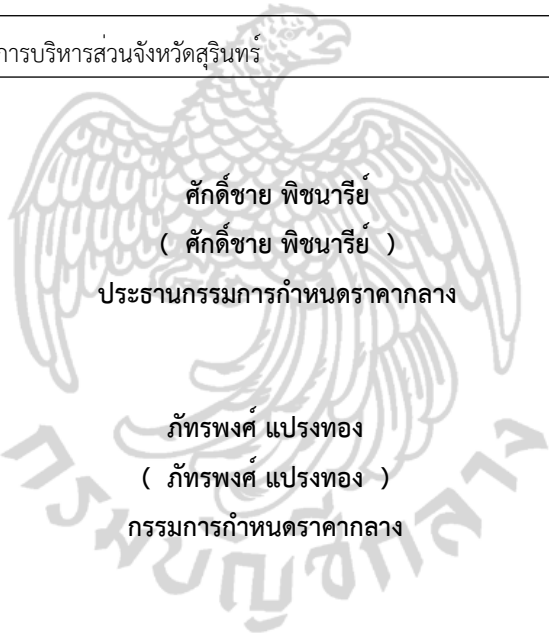 การบริหารส่วนจังหวัดสุรินทร์
ศักดิ์ชาย พิชนารีย์
( ศักดิ์ชาย พิชนารีย์ )
ประธานกรรมการกำหนดราคากลาง
ภัทรพงศ์ แปรงทอง
( ภัทรพงศ์ แปรงทอง )
กรรมการกำหนดราคากลาง
กรมบัญชีกลาง